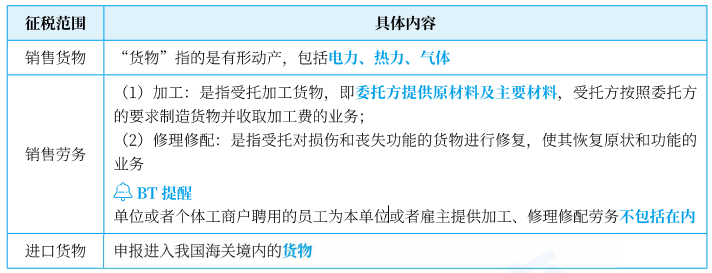 征税范围 具体内容
销售货物 “货物”指的是有形动产，包括电力、热力、气体
（1）加工：是指受托加工货物，即委托方提供原材料及主要材料，受托方按照委托方
的要求制造货物并收取加工费的业务；
（2）修理修配：是指受托对损伤和丧失功能的货物进行修复，使其恢复原状和功能的
销售劳务
业务
BT 提醒
单位或者个体工商户聘用的员工为本单位或者雇主提供加工、修理修配劳务不包括在内
进口货物 申报进入我国海关境内的货物